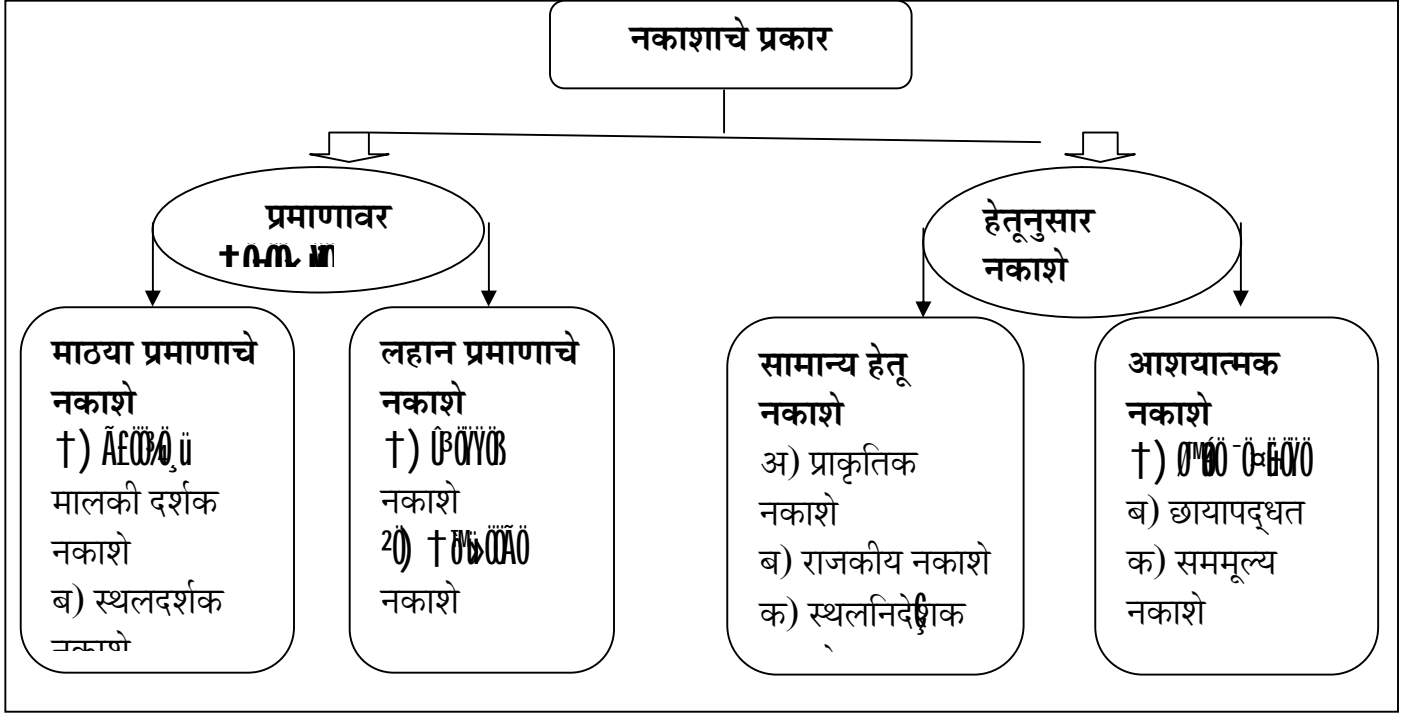 नकाशाचे प्रकार
प्रमाणावर
हेतूनुसार
नकाशे
माठया प्रमाणाचे
नकाशे
†)
मालकी दर्शक
नकाशे
ब) स्थलदर्शक
नकाशे
लहान प्रमाणाचे
नकाशे
†)
नकाशे
नकाशे
सामान्य हेतू
नकाशे
अ) प्राकृतिक
नकाशे
ब) राजकीय नकाशे
क)
आशयात्मक
नकाशे
†)
ब) छायापद्धत
क) सममूल्य
नकाशे